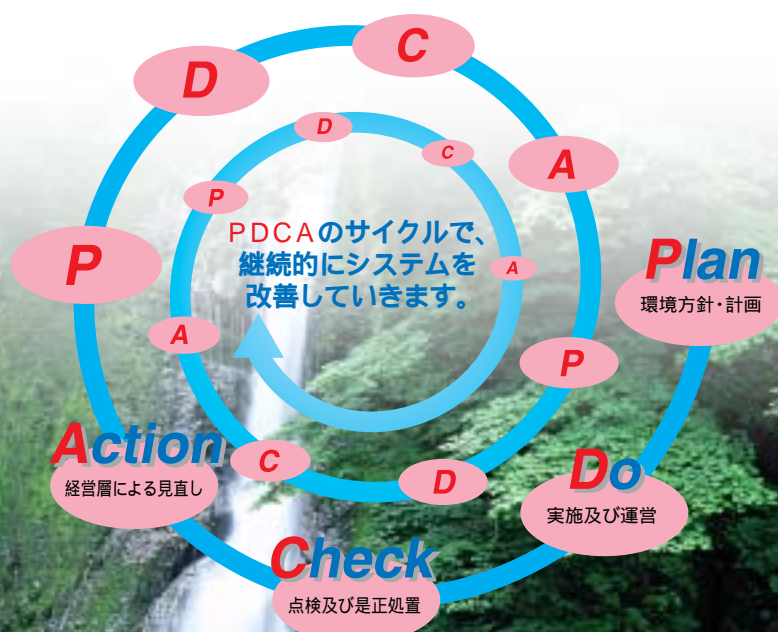 PDCAのサイクルで、
継続的にシステムを
改善していきます。
Plan
環境方針・計画
Do
実施及び運営
Check
点検及び是正処置
Action
経営層による見直し
P
D
C
A
P
D
C
A
P
D
C
A